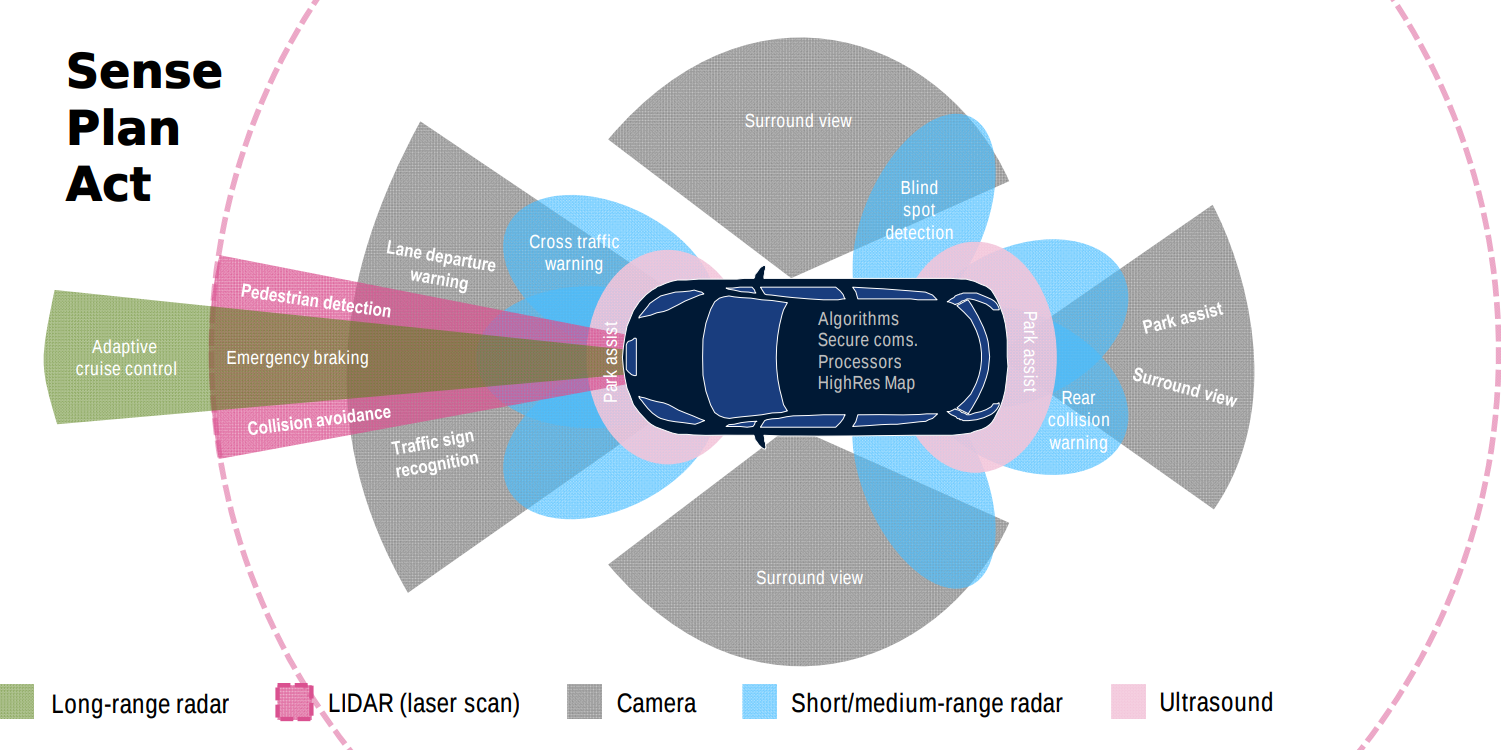 Sense
Plan
Act
Surround view
Blind
spot
detection
Cross traffic
warning
Lane departure
warning
Pedestrian detection
Adaptive
cruise control
Emergency braking
Collision avoidance
Traffic sign
recognition
Park assist
Algorithms
Secure coms.
Processors
HighRes Map
Park assist
Park assist
Surround view
Rear
collision
warning
Surround view
Long-range radar
LIDAR (laser scan)
Camera
Short/medium-range radar
Ultrasound